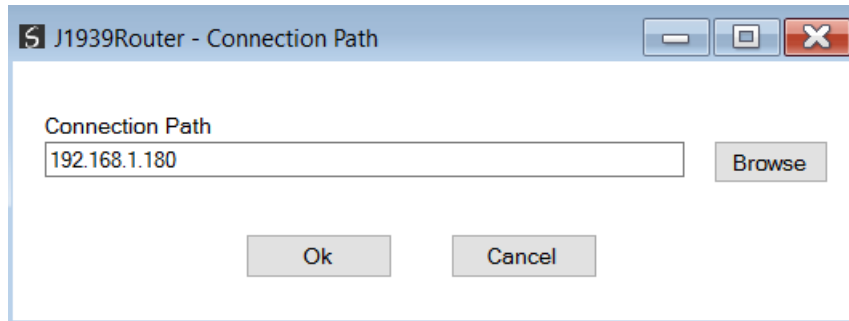 J1939Router - Connection Path
Connection Path
192.168.1.180
Browse
Ok
Cancel